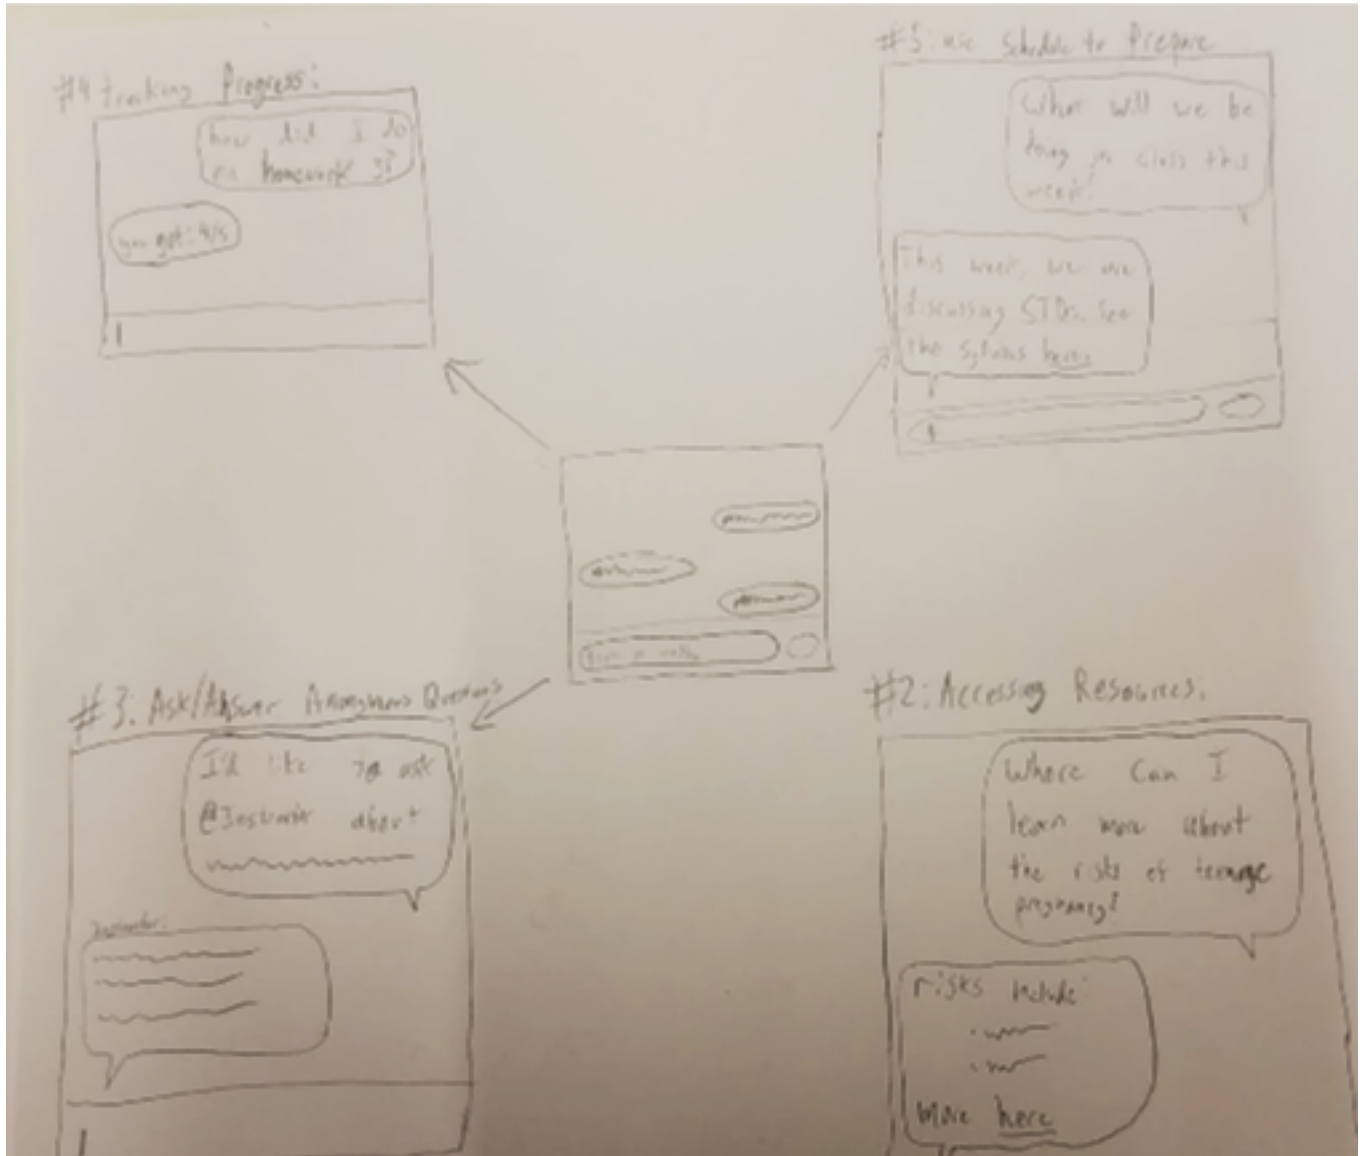 #4 tracking Progress:
how did I do
on homework 3?
you got: 4/5
#5: use Schedule to Prepare
What will we be
doing in class this
week?
This week, we are
discussing STDs. See
the here
#3: Ask/Answer Anonymous Questions
I'd like to ask
@Instructor about
Instructor:
#2: Accessing Resources.
Where Can I
learn more about
the risks of teenage
pregnancy?
risks include
more here